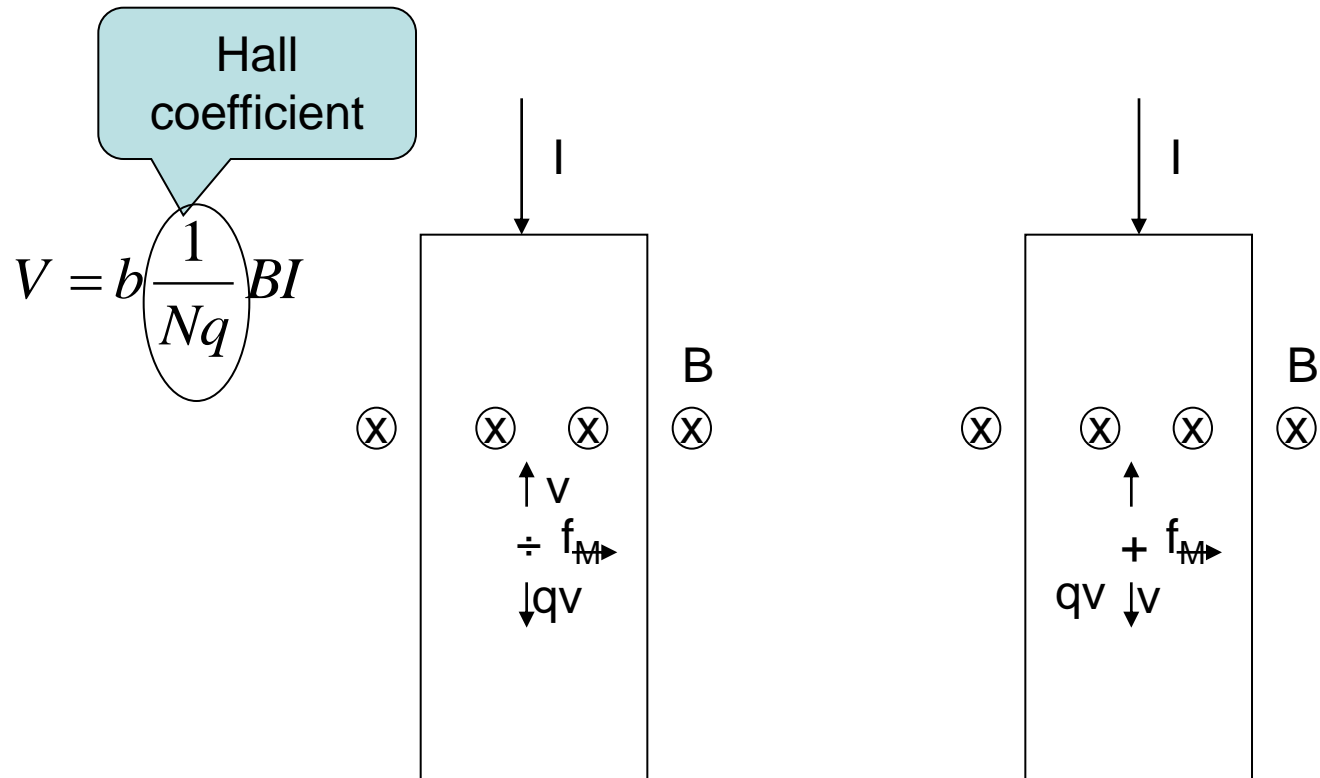 Hall
coefficient
V = b 1/Nq BI
I
B
x x x x
v
÷ f_M
qv
I
B
x x x x
+ f_M
qv v